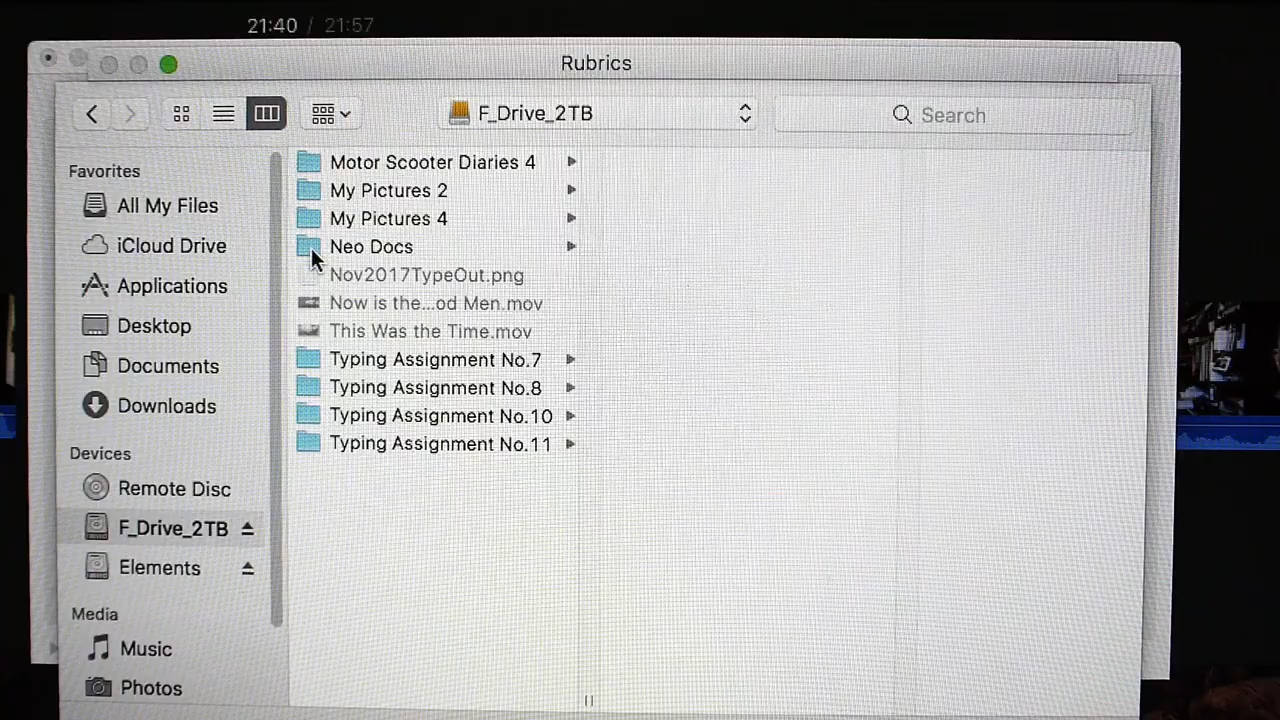 21:40 / 21:57
Rubrics
F_Drive_2TB
Search
Favorites
All My Files
iCloud Drive
Applications
Desktop
Documents
Downloads
Devices
Remote Disc
F_Drive_2TB
Elements
Media
Music
Photos
Motor Scooter Diaries 4
My Pictures 2
My Pictures 4
Neo Docs
Nov2017TypeOut.png
Now is the...od Men.mov
This Was the Time.mov
Typing Assignment No.7
Typing Assignment No.8
Typing Assignment No.10
Typing Assignment No.11